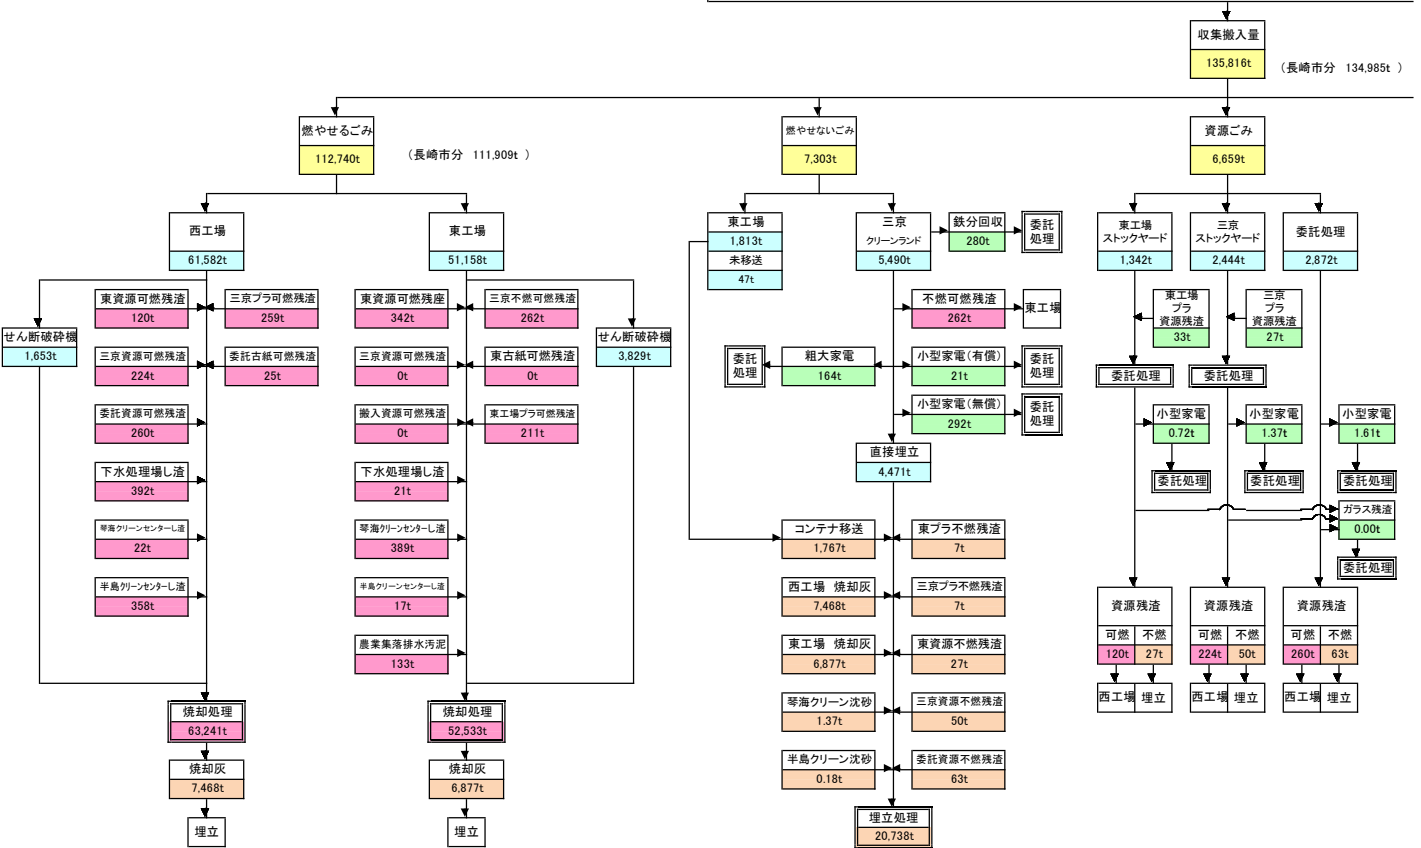 収集搬入量
135,816t
（長崎市分　134,985t ）
燃やせるごみ
112,740t
（長崎市分　111,909t ）
燃やせないごみ
7,303t
資源ごみ
6,659t
西工場
61,582t
東工場
51,158t
東工場
1,813t
未移送
47t
三京
クリーンランド
5,490t
鉄分回収
280t
委託
処理
東工場
ストックヤード
1,342t
三京
ストックヤード
2,444t
委託処理
2,872t
せん断破砕機
1,653t
東資源可燃残渣
120t
三京プラ可燃残渣
259t
三京資源可燃残渣
224t
委託古紙可燃残渣
25t
委託資源可燃残渣
260t
下水処理場し渣
392t
琴海クリーンセンターし渣
22t
半島クリーンセンターし渣
358t
焼却処理
63,241t
焼却灰
7,468t
埋立
東資源可燃残座
342t
三京不燃可燃残渣
262t
せん断破砕機
3,829t
三京資源可燃残渣
0t
東古紙可燃残渣
0t
搬入資源可燃残渣
0t
東工場プラ可燃残渣
211t
下水処理場し渣
21t
琴海クリーンセンターし渣
389t
半島クリーンセンターし渣
17t
農業集落排水汚泥
133t
焼却処理
52,533t
焼却灰
6,877t
埋立
不燃可燃残渣
262t
東工場
委託
処理
粗大家電
164t
小型家電（有償）
21t
委託
処理
小型家電（無償）
292t
委託
処理
直接埋立
4,471t
コンテナ移送
1,767t
東プラ不燃残渣
7t
西工場　焼却灰
7,468t
三京プラ不燃残渣
7t
東工場　焼却灰
6,877t
東資源不燃残渣
27t
琴海クリーン沈砂
1.37t
三京資源不燃残渣
50t
半島クリーン沈砂
0.18t
委託資源不燃残渣
63t
埋立処理
20,738t
東工場
プラ
資源残渣
33t
三京
プラ
資源残渣
27t
委託処理
委託処理
小型家電
0.72t
小型家電
1.37t
小型家電
1.61t
委託処理
委託処理
委託処理
ガラス残渣
0.00t
委託処理
資源残渣
可燃 不燃
120t 27t
西工場 埋立
資源残渣
可燃 不燃
224t 50t
西工場 埋立
資源残渣
可燃 不燃
260t 63t
西工場 埋立